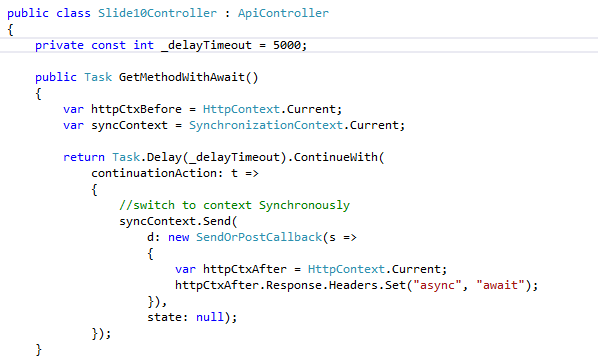 public class Slide10Controller : ApiController
{
    private const int _delayTimeout = 5000;

    public Task GetMethodWithAwait()
    {
        var httpCtxBefore = HttpContext.Current;
        var syncContext = SynchronizationContext.Current;

        return Task.Delay(_delayTimeout).ContinueWith(
            continuationAction: t =>
            {
                //switch to context Synchronously
                syncContext.Send(
                    d: new SendOrPostCallback(s =>
                    {
                        var httpCtxAfter = HttpContext.Current;
                        httpCtxAfter.Response.Headers.Set("async", "await");
                    }),
                    state: null);
            });
    }